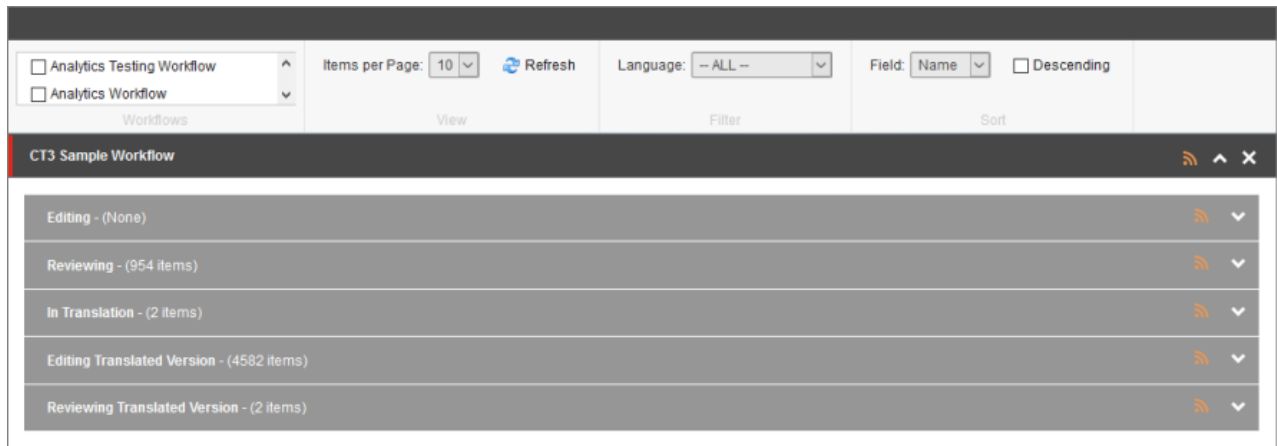 Analytics Testing Workflow
Analytics Workflow
Workflows
Items per Page: 10 Refresh
View
Language: -- ALL --
Filter
Field: Name Descending
Sort
CT3 Sample Workflow
Editing - (None)
Reviewing - (954 items)
In Translation - (2 items)
Editing Translated Version - (4582 items)
Reviewing Translated Version - (2 items)